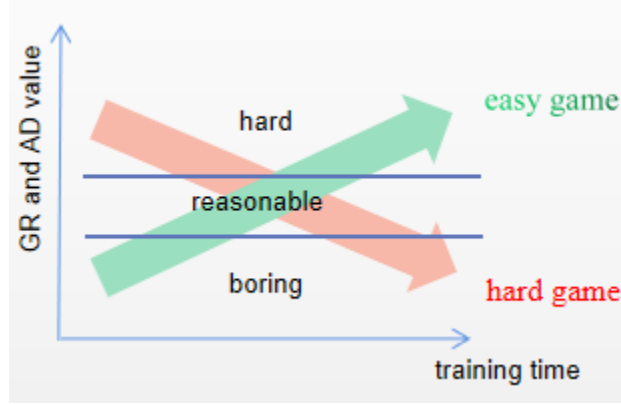 GR and AD value
hard
easy game
reasonable
boring
hard game
training time